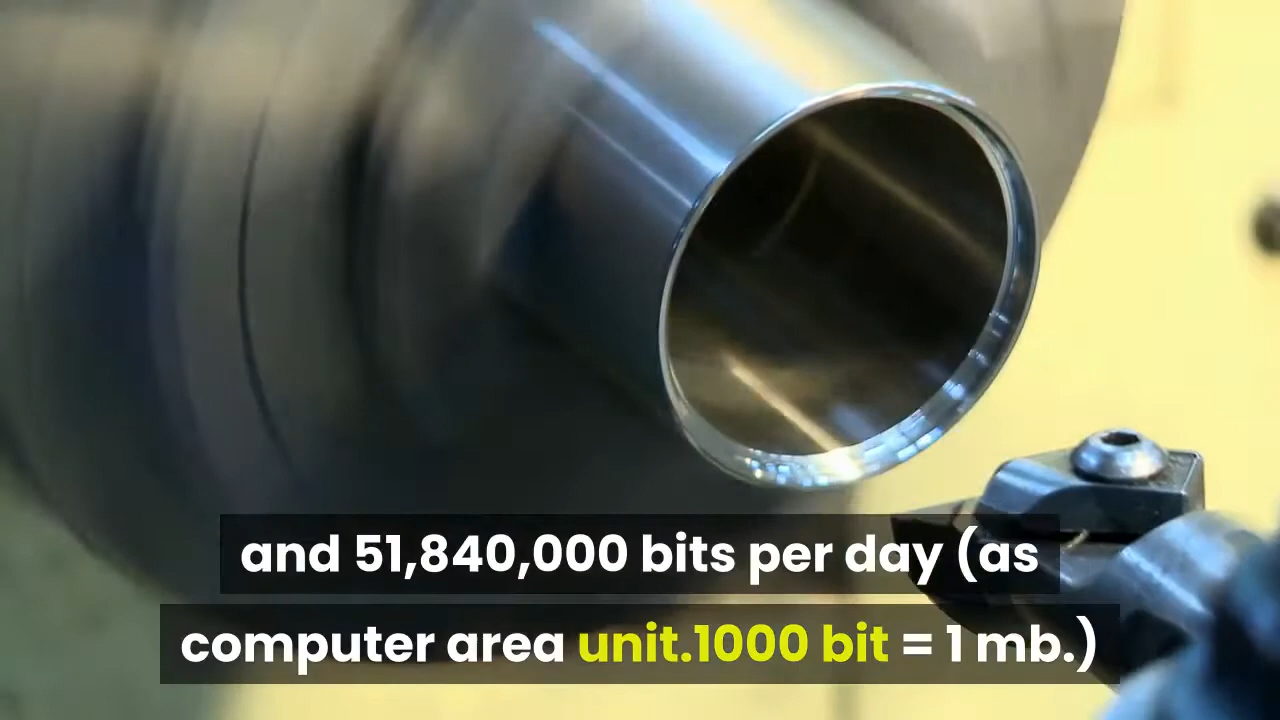 and 51,840,000 bits per day (as
computer area unit.1000 bit = 1 mb.)